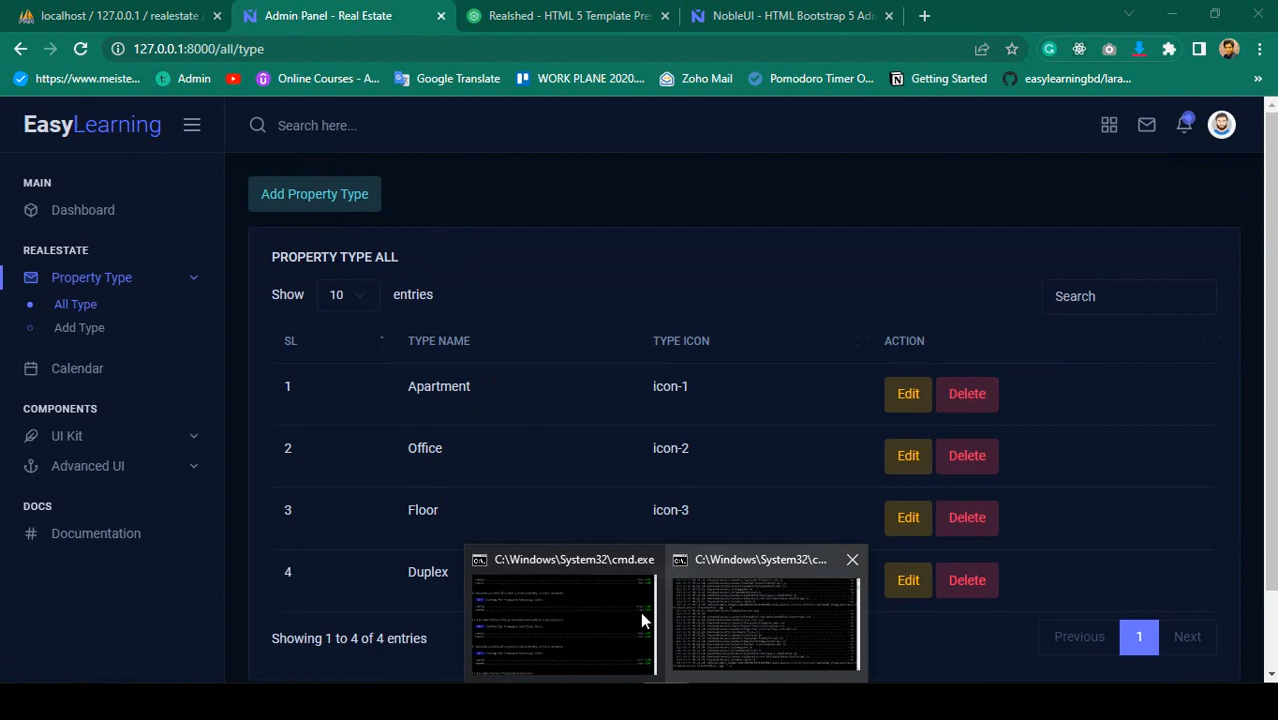 localhost / 127.0.0.1 / realestate /
Admin Panel - Real Estate
Realshed - HTML 5 Template Prev
NobleUI - HTML Bootstrap 5 Adm
127.0.0.1:8000/all/type
https://www.meiste...
Admin
Online Courses - A...
Google Translate
WORK PLANE 2020....
Zoho Mail
Pomodoro Timer O...
Getting Started
easylearningbd/lara...
EasyLearning
Search here...
MAIN
Dashboard
REALESTATE
Property Type
All Type
Add Type
Calendar
COMPONENTS
UI Kit
Advanced UI
DOCS
Documentation
Add Property Type
PROPERTY TYPE ALL
Show 10 entries
Search
SL TYPE NAME TYPE ICON ACTION
1 Apartment icon-1 Edit Delete
2 Office icon-2 Edit Delete
3 Floor icon-3 Edit Delete
4 Duplex Edit Delete
C:\Windows\System32\cmd.exe
C:\Windows\System32\c...
Showing 1 to 4 of 4 entries
Previous 1 Next